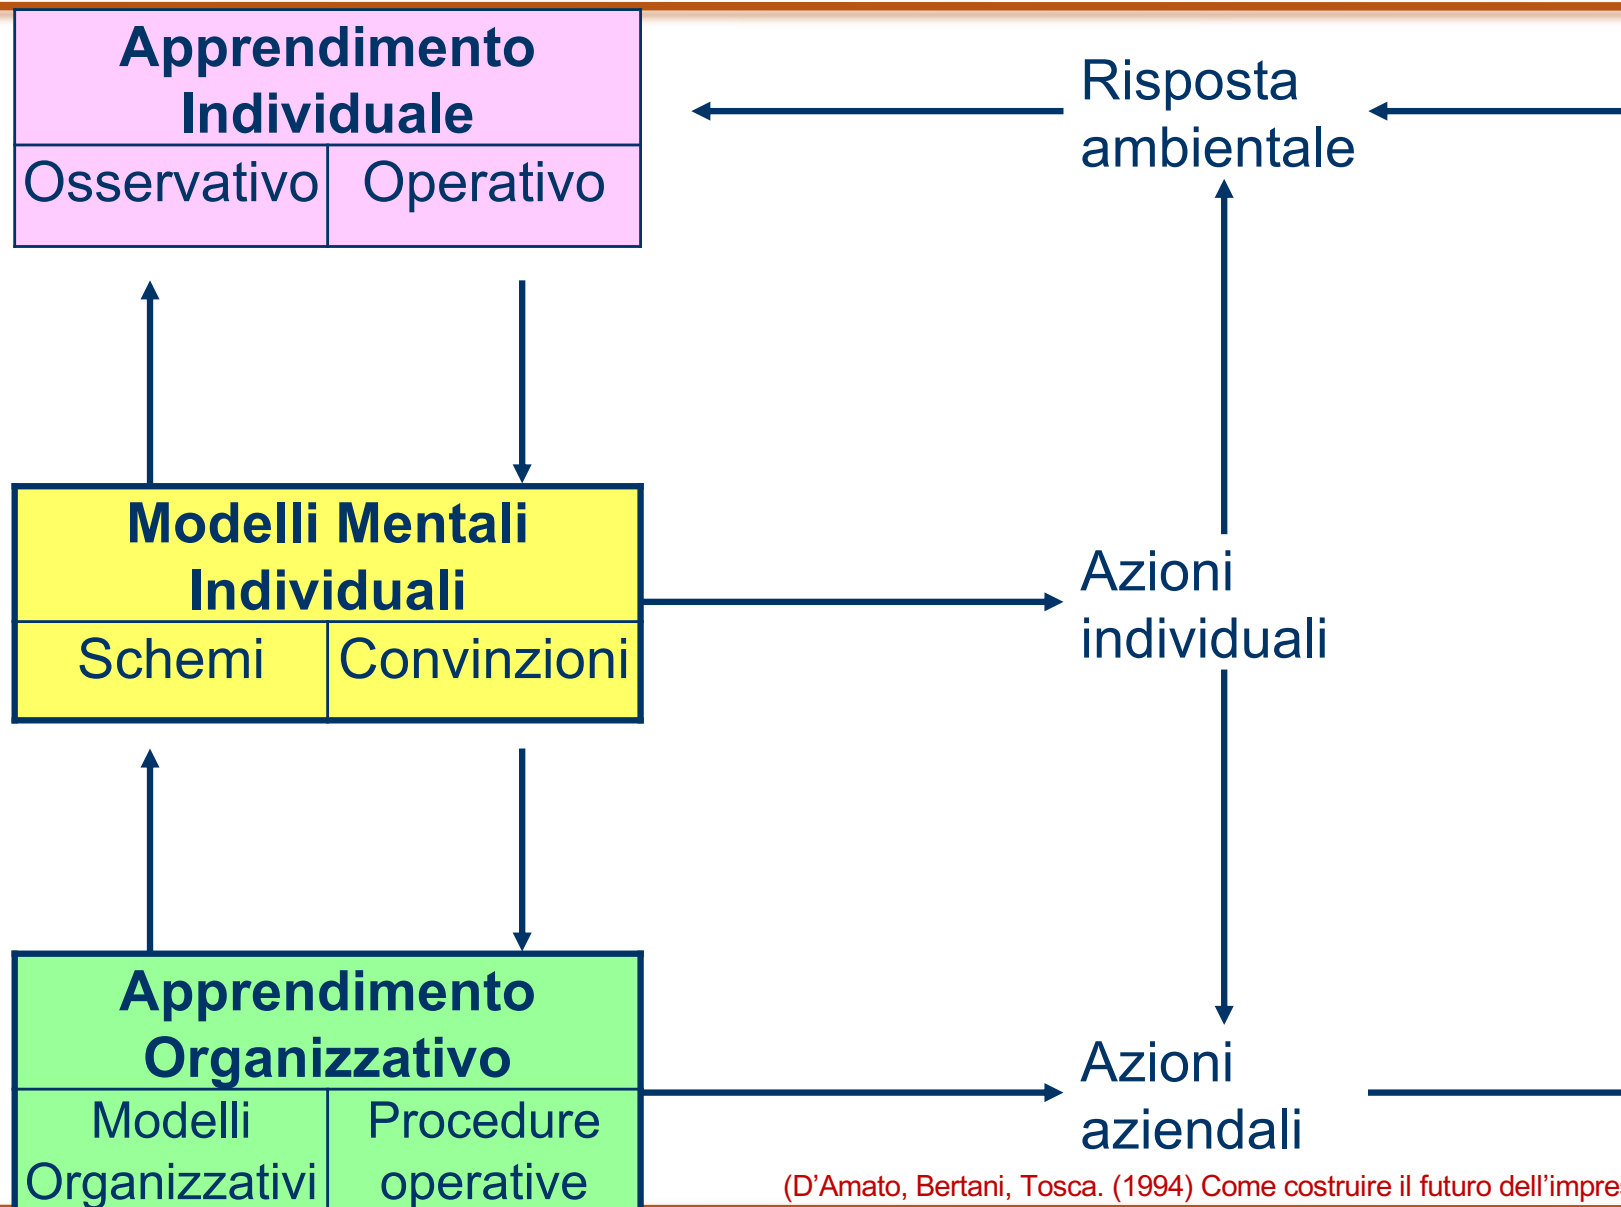 Apprendimento
Individuale
Osservativo Operativo
Risposta
ambientale
Modelli Mentali
Individuali
Schemi Convinzioni
Azioni
individuali
Apprendimento
Organizzativo
Modelli
Organizzativi
Procedure
operative
Azioni
aziendali
(D’Amato, Bertani, Tosca. (1994) Come costruire il futuro dell’impre